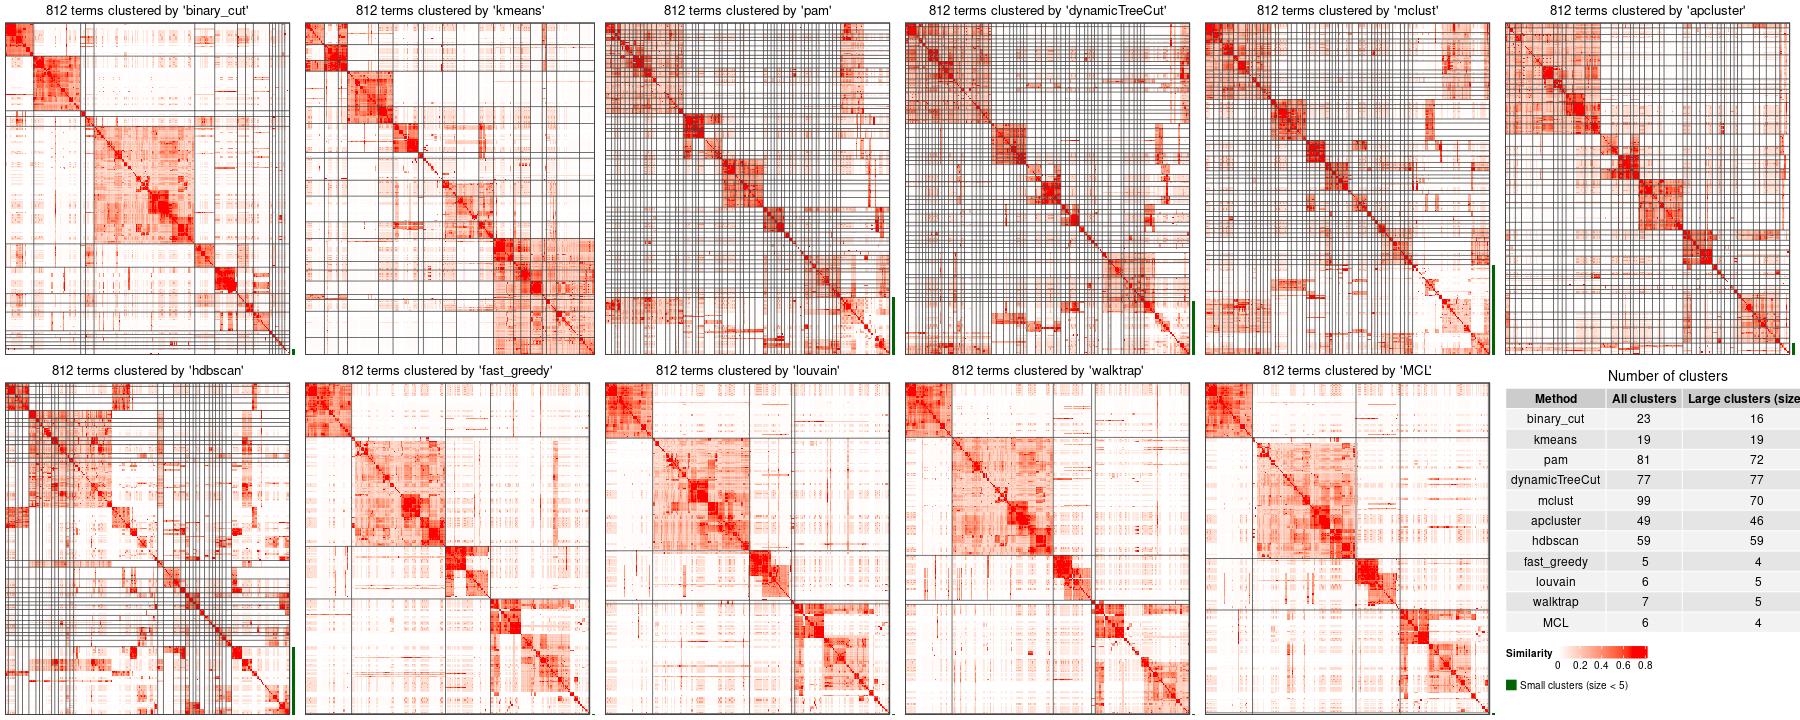 812 terms clustered by 'binary_cut'
812 terms clustered by 'kmeans'
812 terms clustered by 'pam'
812 terms clustered by 'dynamicTreeCut'
812 terms clustered by 'mclust'
812 terms clustered by 'apcluster'
812 terms clustered by 'hdbscan'
812 terms clustered by 'fast_greedy'
812 terms clustered by 'louvain'
812 terms clustered by 'walktrap'
812 terms clustered by 'MCL'
Number of clusters
Method All clusters Large clusters (size
binary_cut 23 16
kmeans 19 19
pam 81 72
dynamicTreeCut 77 77
mclust 99 70
apcluster 49 46
hdbscan 59 59
fast_greedy 5 4
louvain 6 5
walktrap 7 5
MCL 6 4
Similarity
0 0.2 0.4 0.6 0.8
Small clusters (size < 5)